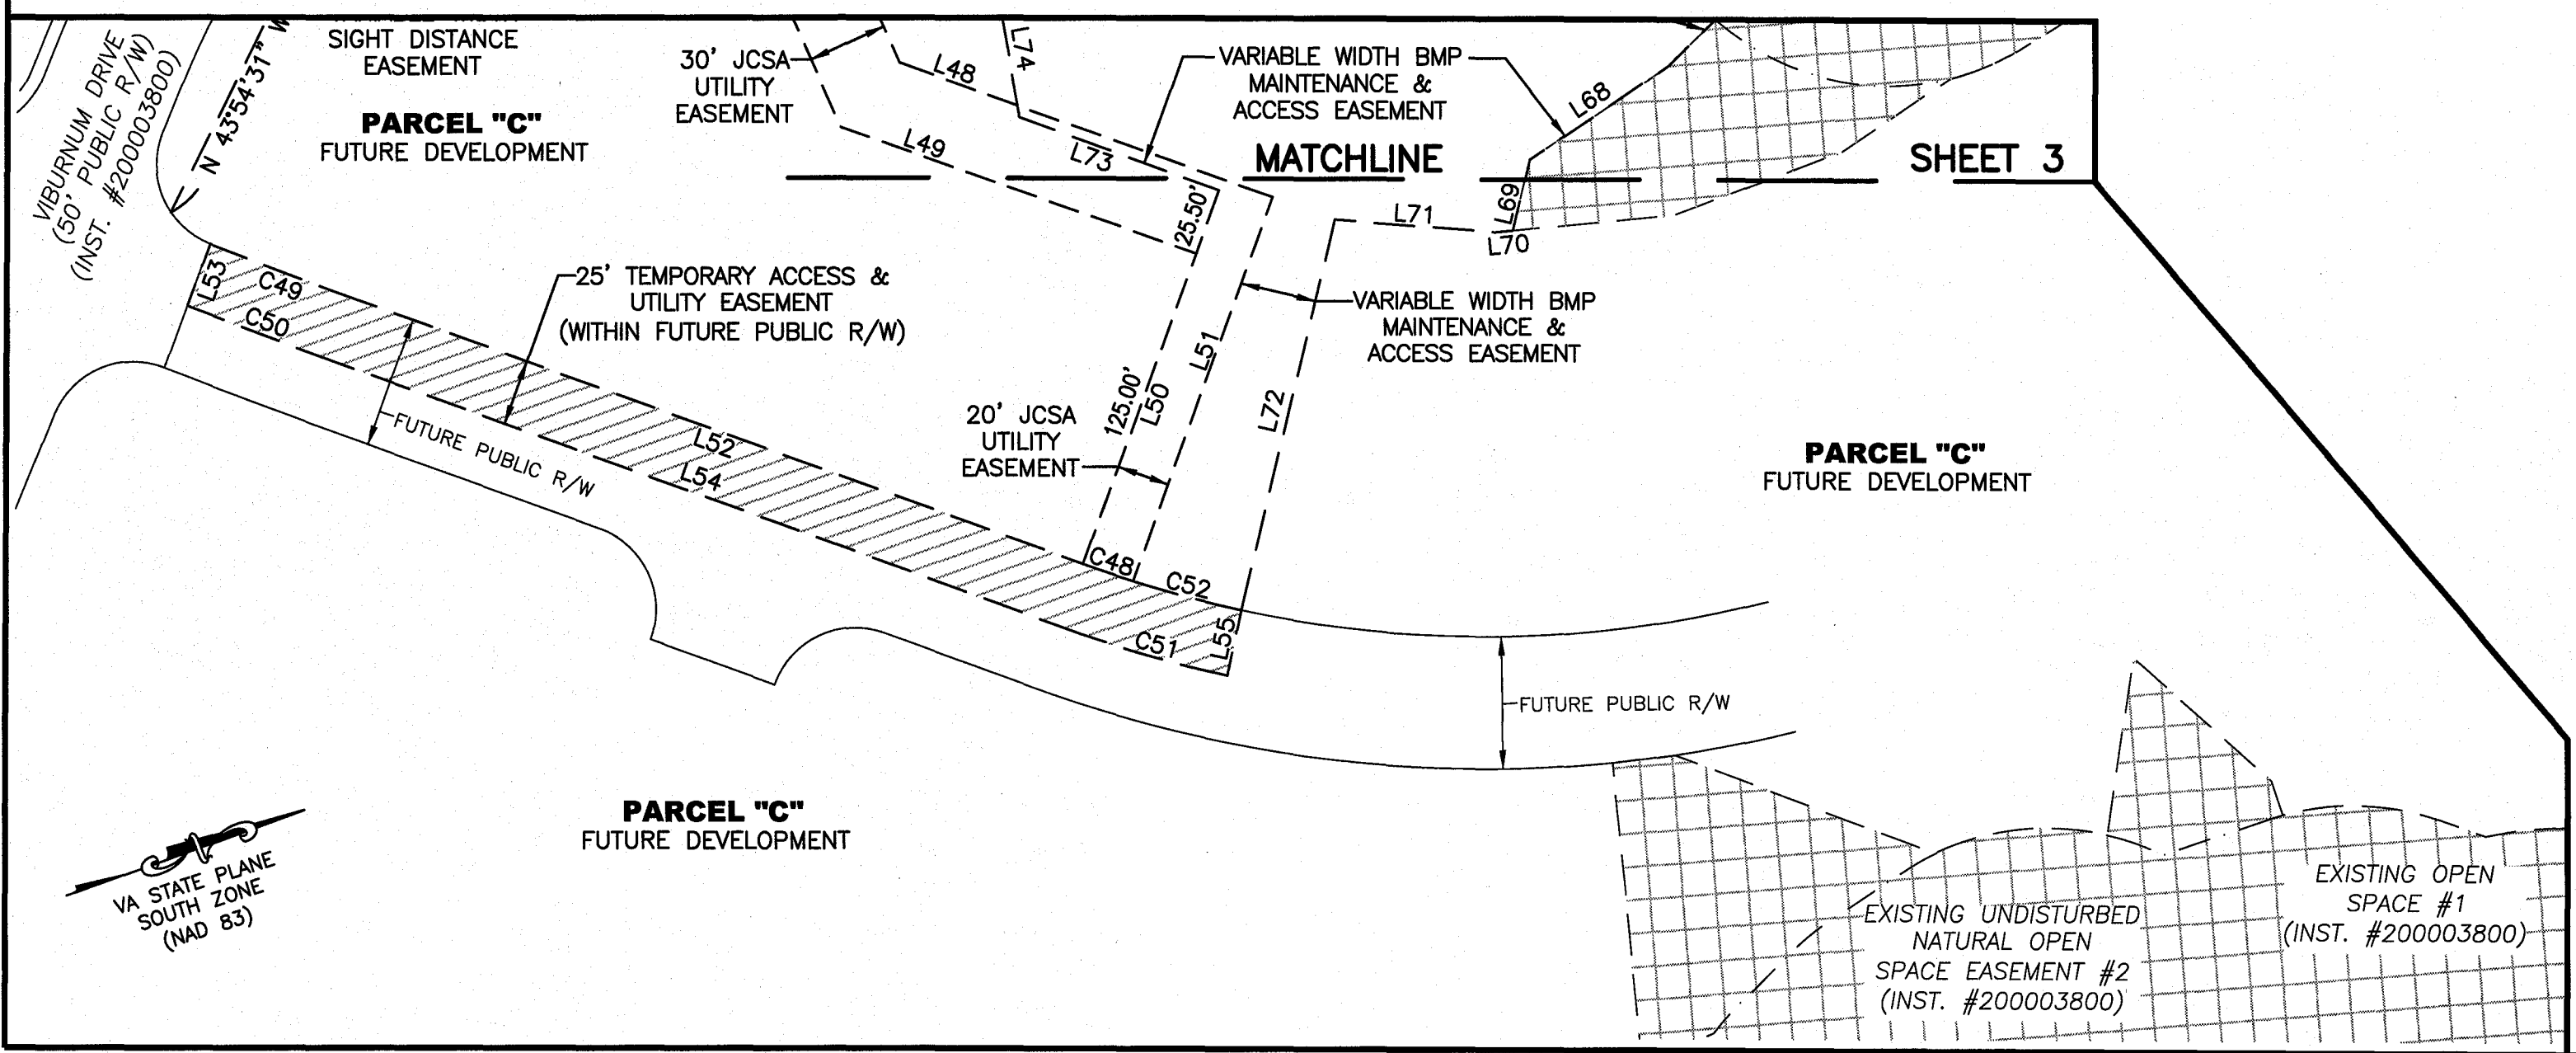 VIBURNUM DRIVE
(50' PUBLIC R/W)
(INST. #200003800)
N 43°54'31" W
SIGHT DISTANCE
EASEMENT
PARCEL "C"
FUTURE DEVELOPMENT
30' JCSA
UTILITY
EASEMENT
L48
L74
L49
L73
VARIABLE WIDTH BMP
MAINTENANCE &
ACCESS EASEMENT
L68
MATCHLINE
SHEET 3
L69
L71
L70
25.50'
L53
C49
C50
25' TEMPORARY ACCESS &
UTILITY EASEMENT
(WITHIN FUTURE PUBLIC R/W)
VARIABLE WIDTH BMP
MAINTENANCE &
ACCESS EASEMENT
L51
125.00'
L50
L72
20' JCSA
UTILITY
EASEMENT
FUTURE PUBLIC R/W
L52
L54
PARCEL "C"
FUTURE DEVELOPMENT
C48
C52
C51
L55
FUTURE PUBLIC R/W
PARCEL "C"
FUTURE DEVELOPMENT
VA STATE PLANE
SOUTH ZONE
(NAD 83)
EXISTING UNDISTURBED
NATURAL OPEN
SPACE EASEMENT #2
(INST. #200003800)
EXISTING OPEN
SPACE #1
(INST. #200003800)